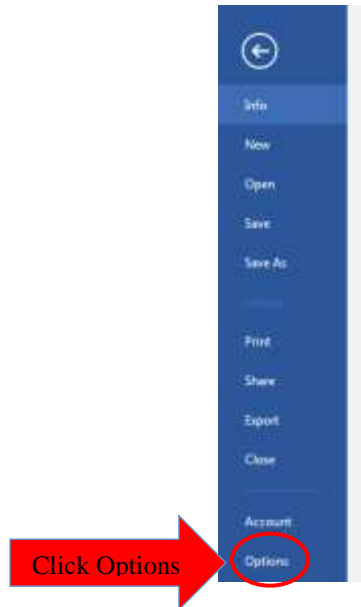 Info
New
Open
Save
Save As
Print
Share
Export
Close
Account
Click Options
Options